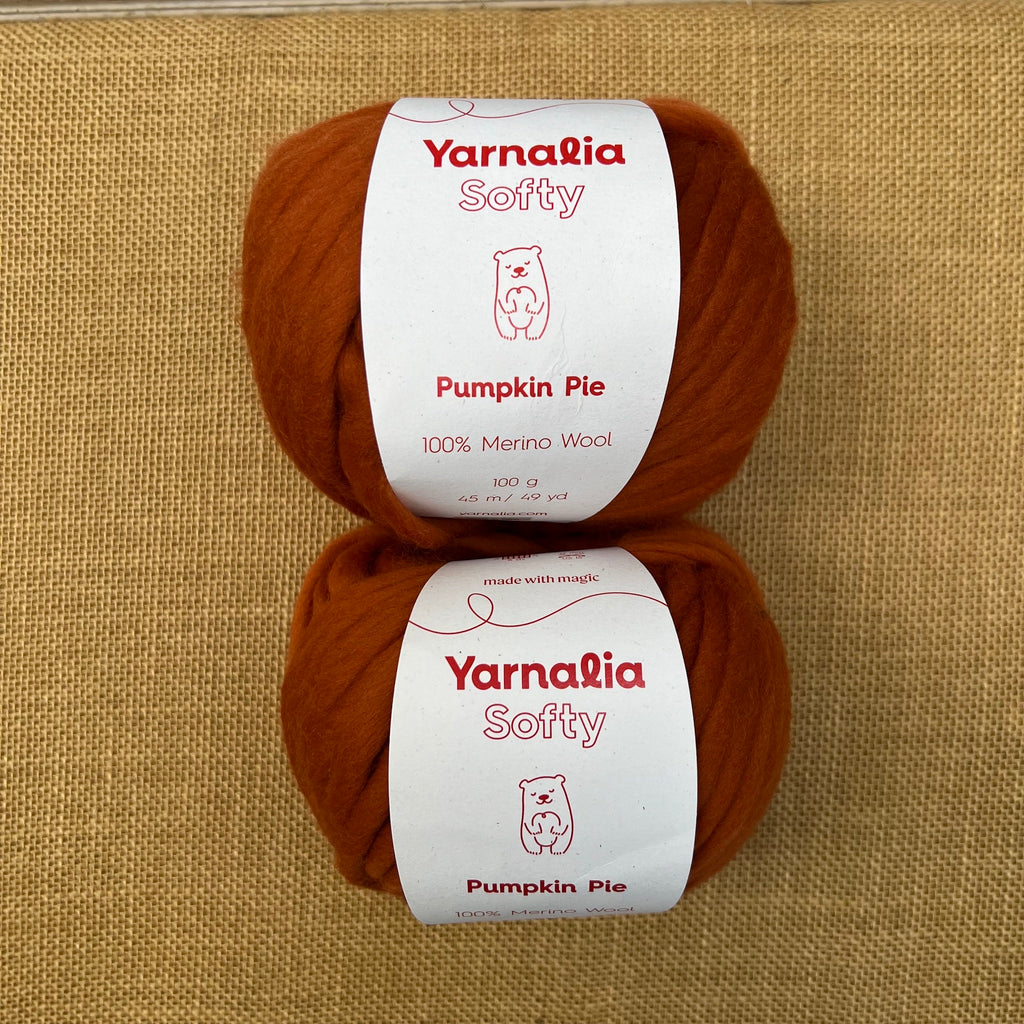 Yarnalia
Softy
Pumpkin Pie
100% Merino Wool
100 g
45 m/ 49 yd
yarnalia.com
made with magic
Yarnalia
Softy
Pumpkin Pie
100% Merino Wool